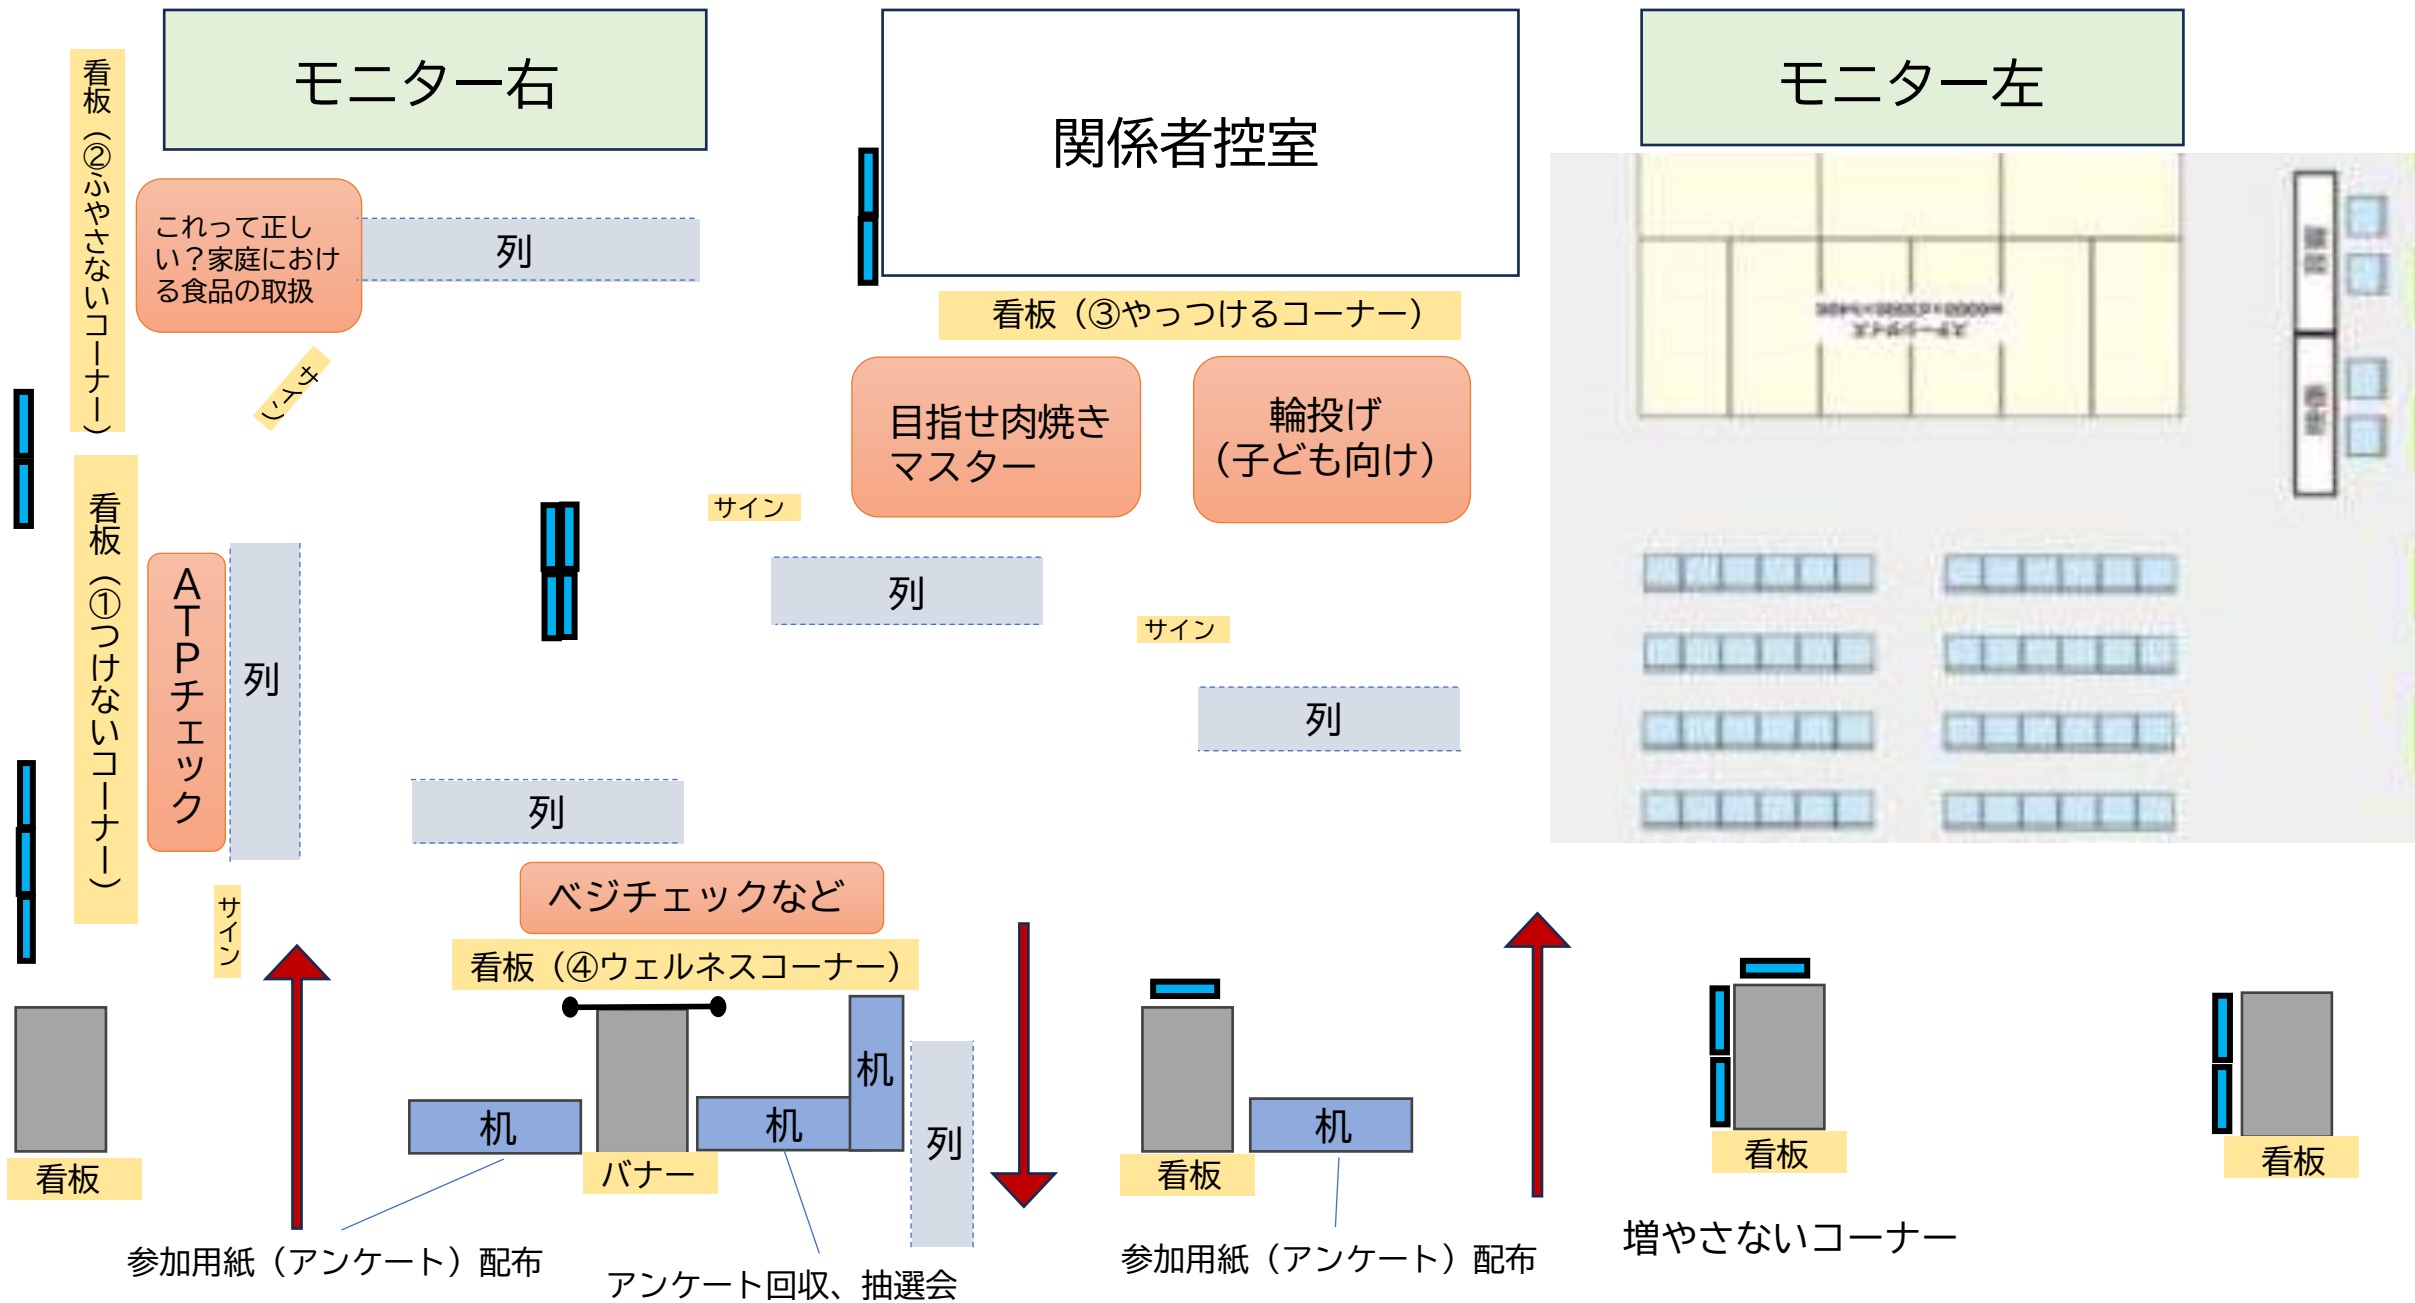 モニター右
関係者控室
モニター左
看板（②ふやさないコーナー）
これって正し
い？家庭におけ
る食品の取扱
列
看板（③やっつけるコーナー）
サイン
目指せ肉焼き
マスター
輪投げ
（子ども向け）
サイン
看板（①つけないコーナー）
ATPチェック
列
列
サイン
列
列
ベジチェックなど
サイン
看板（④ウェルネスコーナー）
机
机
机
列
机
看板
バナー
看板
看板
看板
参加用紙（アンケート）配布
アンケート回収、抽選会
参加用紙（アンケート）配布
増やさないコーナー
ステージサイズ